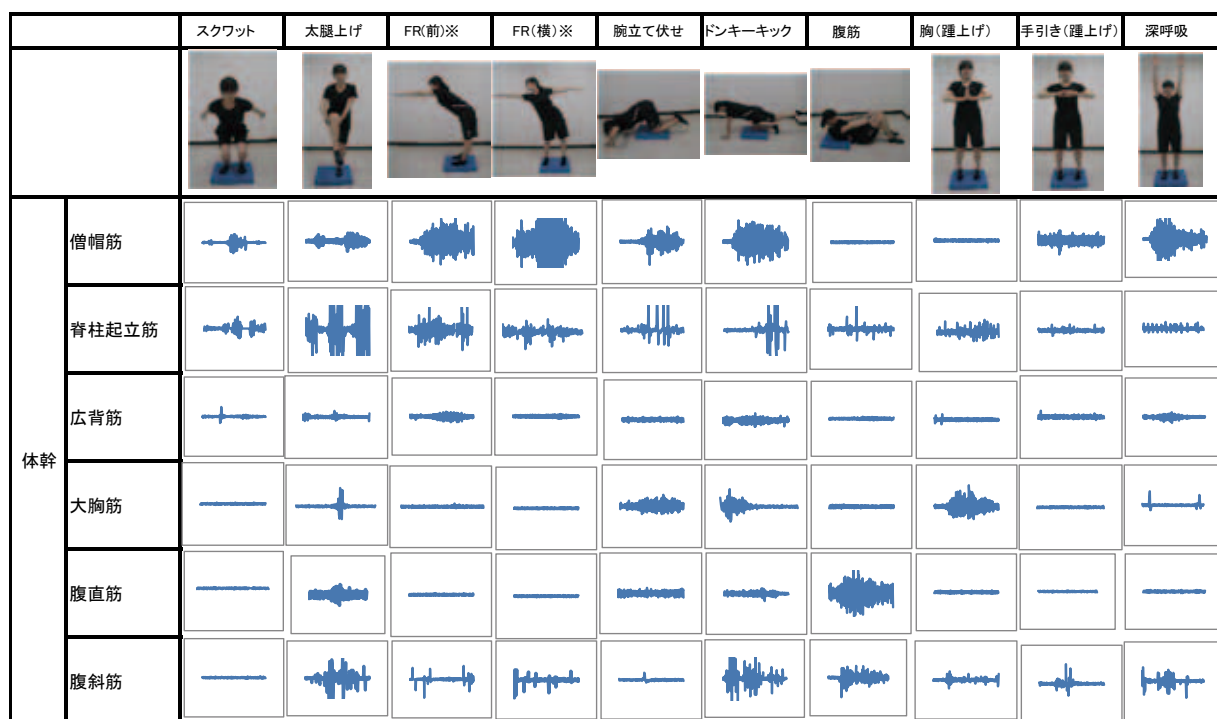 スクワット 太腿上げ FR(前)※ FR(横)※ 腕立て伏せ ドンキーキック 腹筋 胸(踵上げ) 手引き(踵上げ) 深呼吸
体幹
僧帽筋
脊柱起立筋
広背筋
大胸筋
腹直筋
腹斜筋